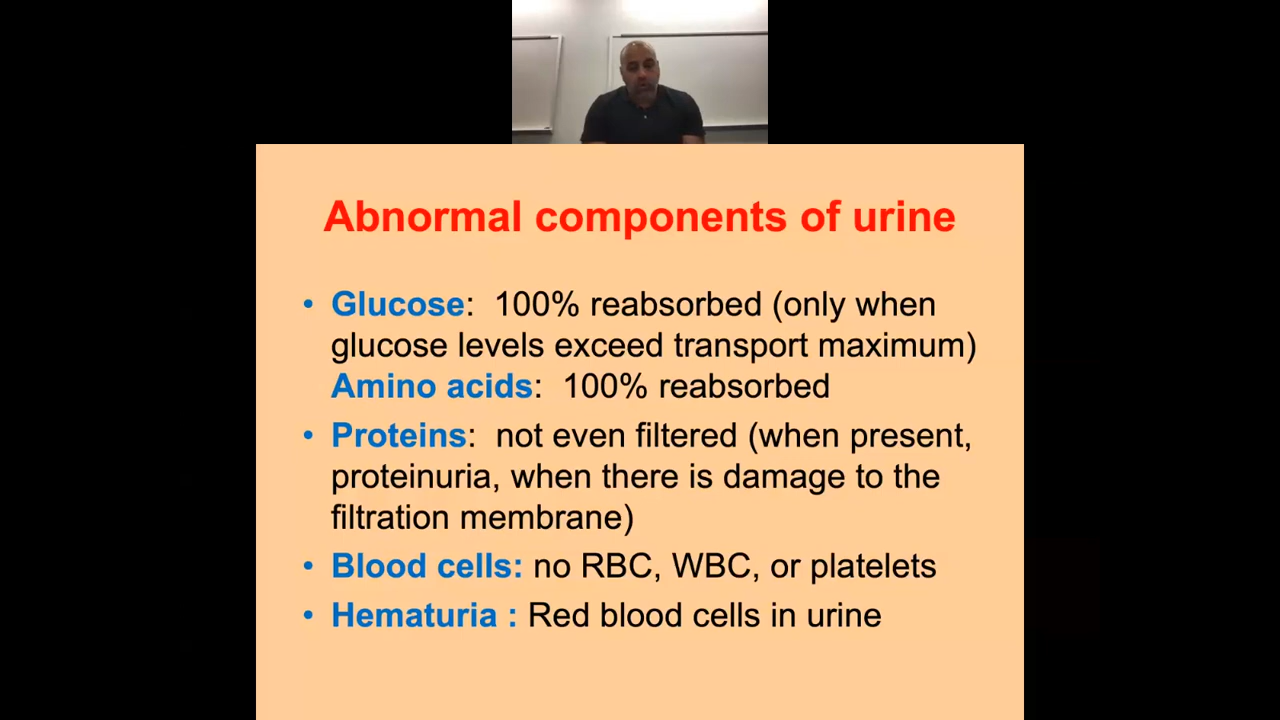 Abnormal components of urine
• Glucose:  100% reabsorbed (only when
glucose levels exceed transport maximum)
Amino acids:  100% reabsorbed
• Proteins:  not even filtered (when present,
proteinuria, when there is damage to the
filtration membrane)
• Blood cells: no RBC, WBC, or platelets
• Hematuria : Red blood cells in urine